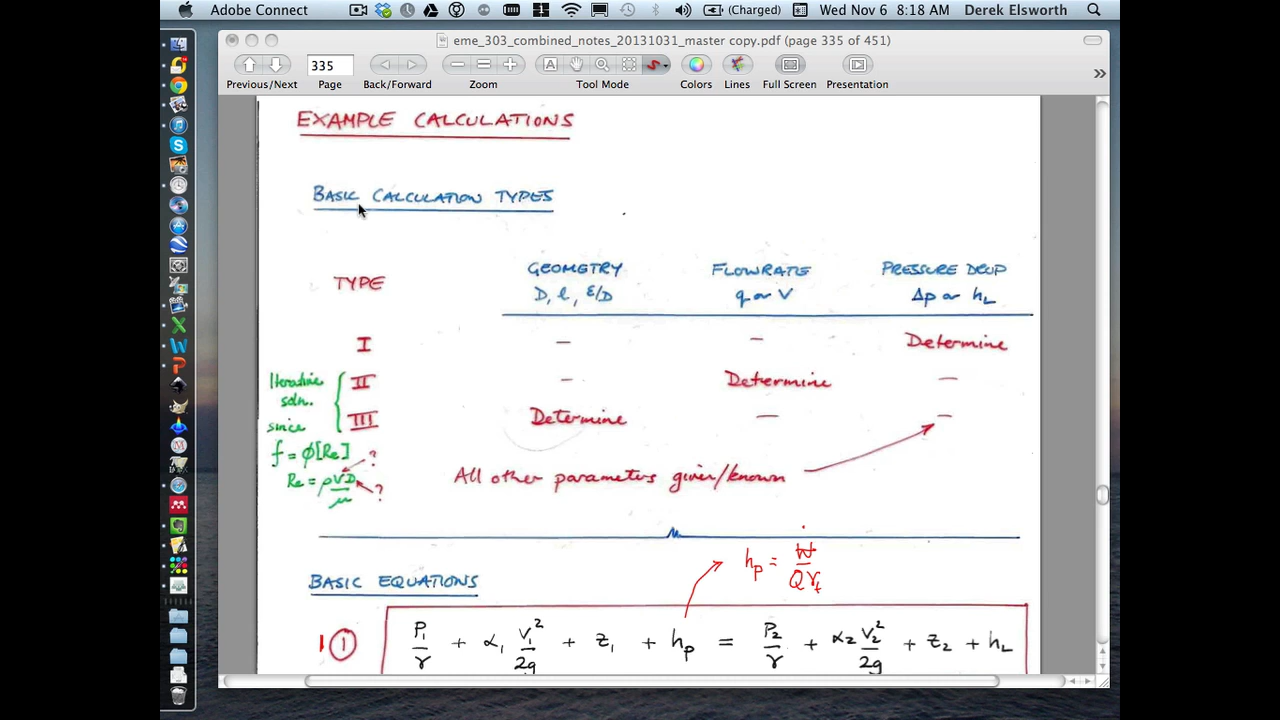 Adobe Connect (Charged) Wed Nov 6 8:18 AM Derek Elsworth
eme_303_combined_notes_20131031_master copy.pdf (page 335 of 451)
335
Previous/Next Page Back/Forward Zoom Tool Mode Colors Lines Full Screen Presentation
EXAMPLE CALCULATIONS
BASIC CALCULATION TYPES
TYPE GEOMETRY FLOWRATE PRESSURE DROP
D, l, ε/D q or V Δp or hL
I – – Determine
II – Determine –
III Determine – –
Iterative
soln.
since
f = φ[Re] ?
Re = ρVD/μ ?
All other parameters given/known
hp = Ẇ/Qγf
BASIC EQUATIONS
1 ① P₁/γ + α₁ V₁²/2g + z₁ + hp = P₂/γ + α₂ V₂²/2g + z₂ + hL